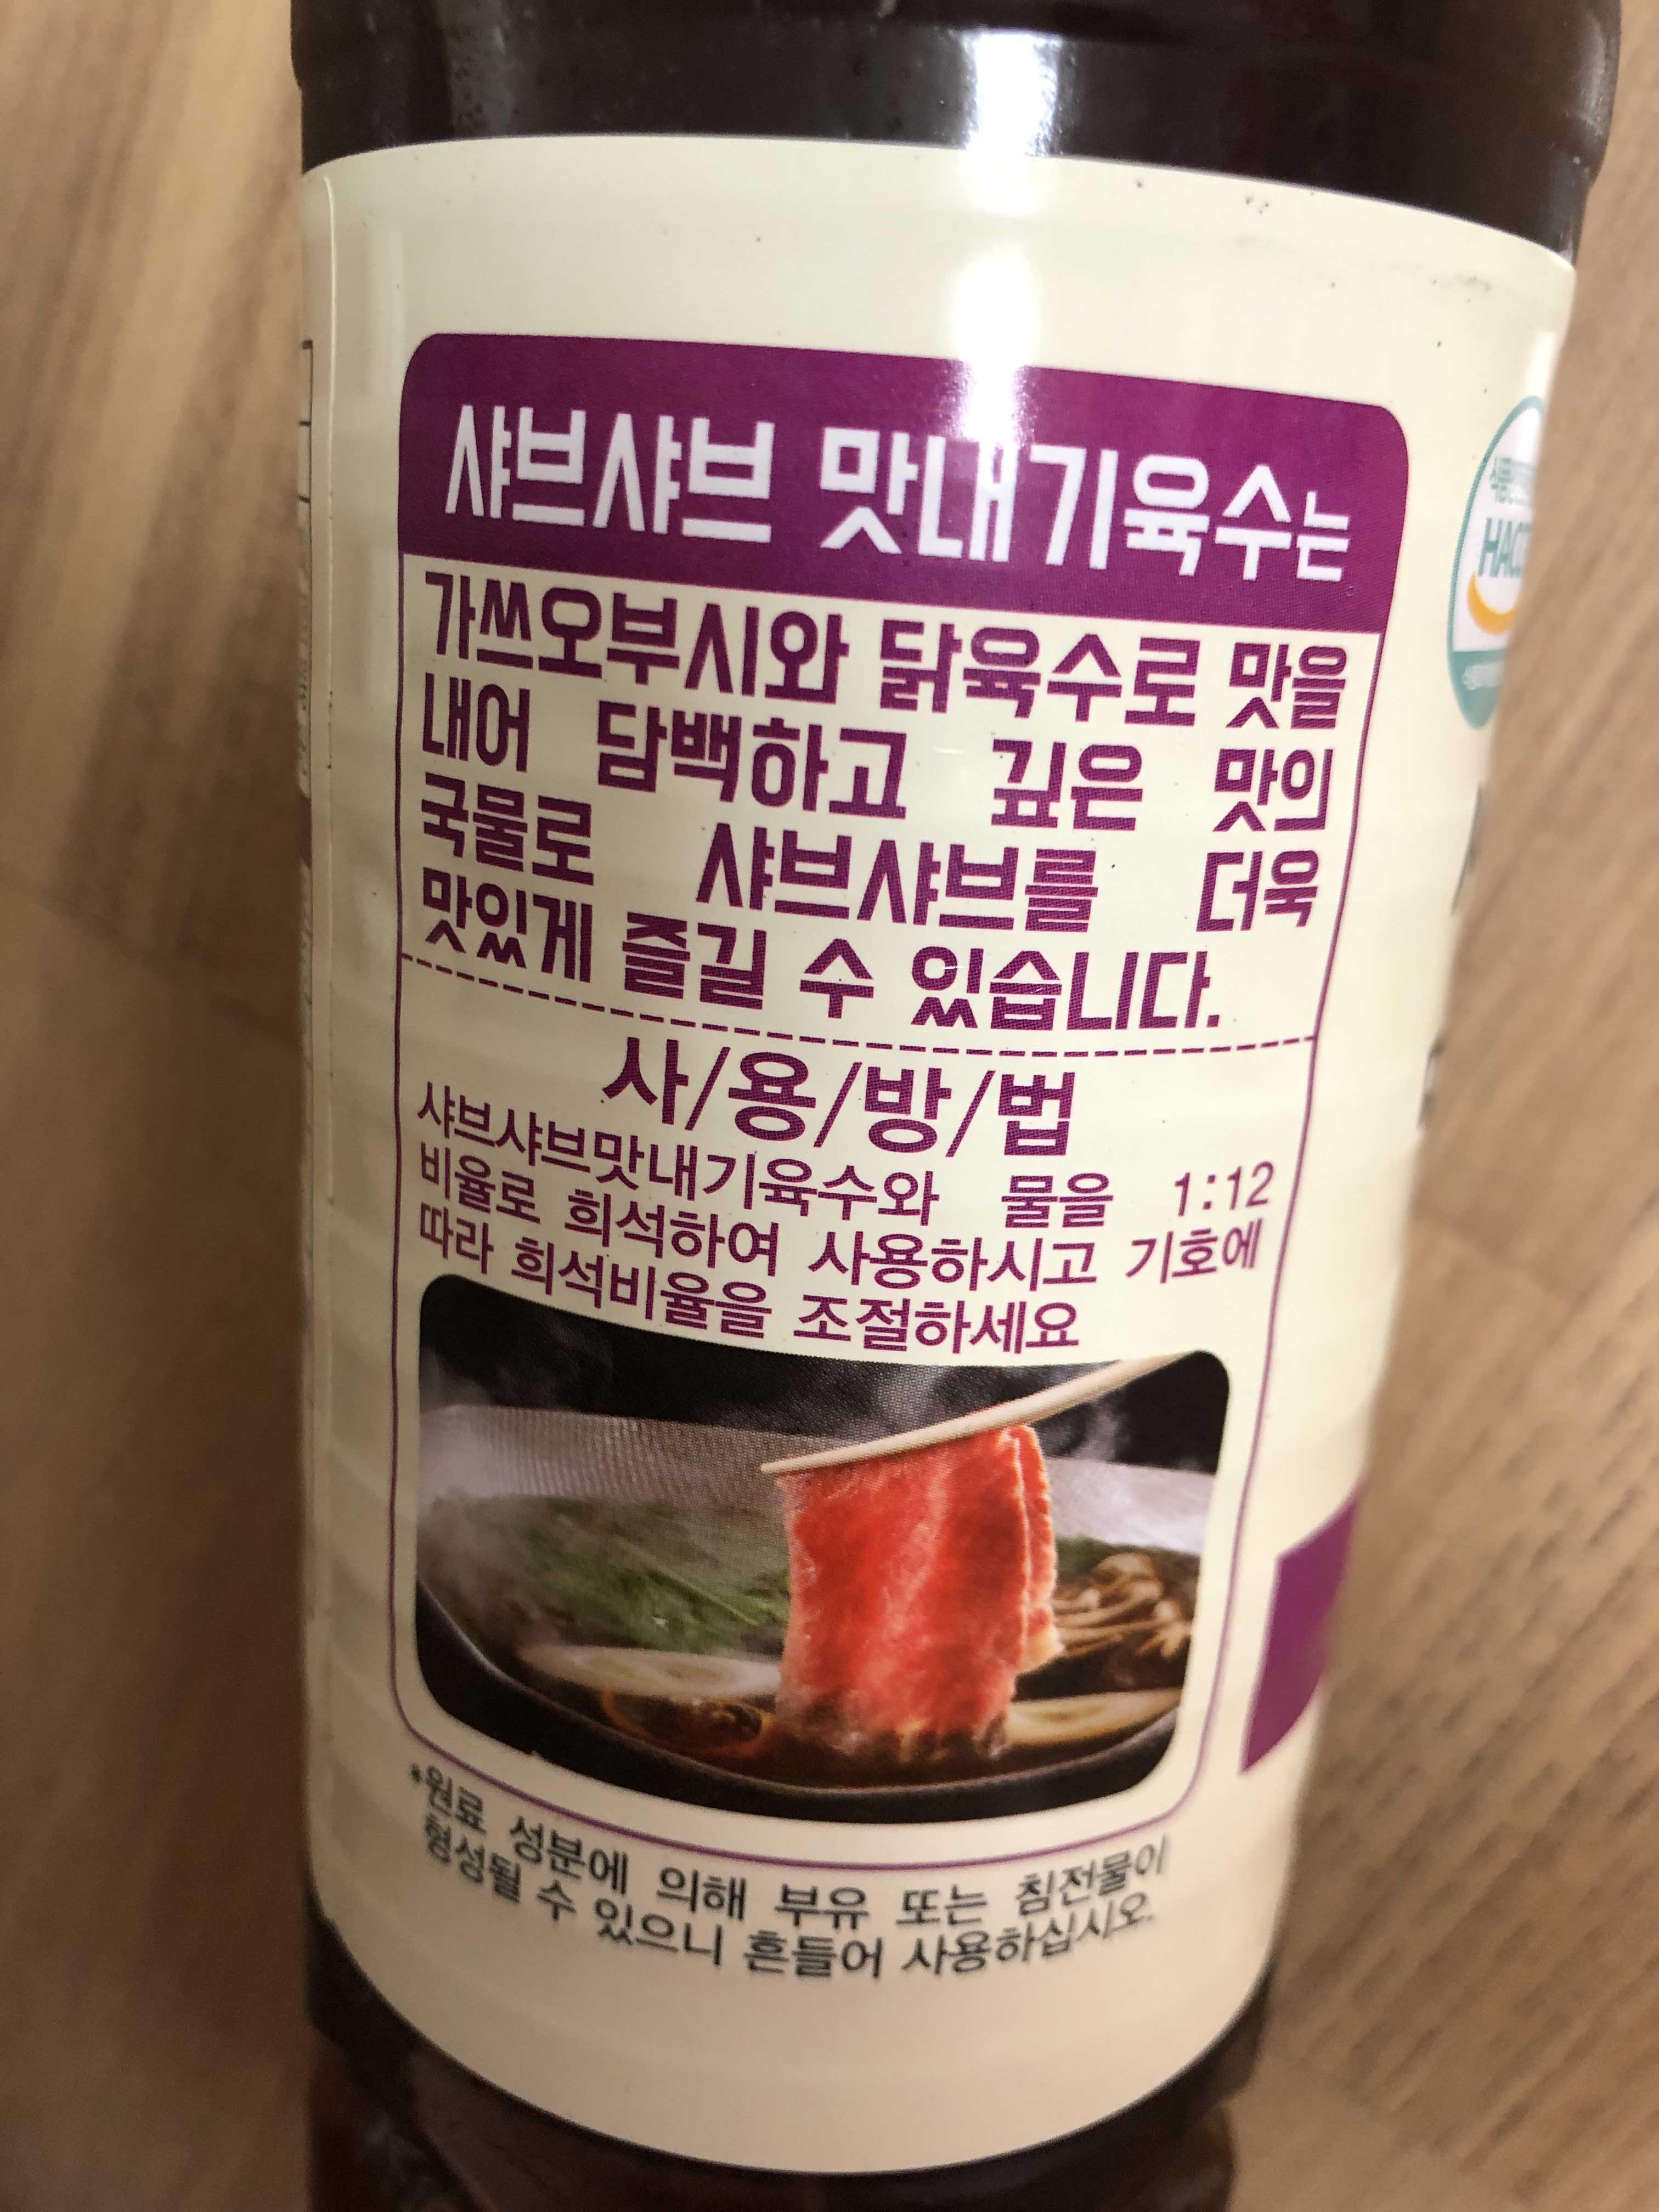 샤브샤브 맛내기육수는
가쓰오부시와 닭육수로 맛을
내어 담백하고 깊은 맛의
국물로 샤브샤브를 더욱
맛있게 즐길 수 있습니다.
사/용/방/법
샤브샤브맛내기육수와 물을 1:12
비율로 희석하여 사용하시고 기호에
따라 희석비율을 조절하세요
*원료 성분에 의해 부유 또는 침전물이
형성될 수 있으니 흔들어 사용하십시오.